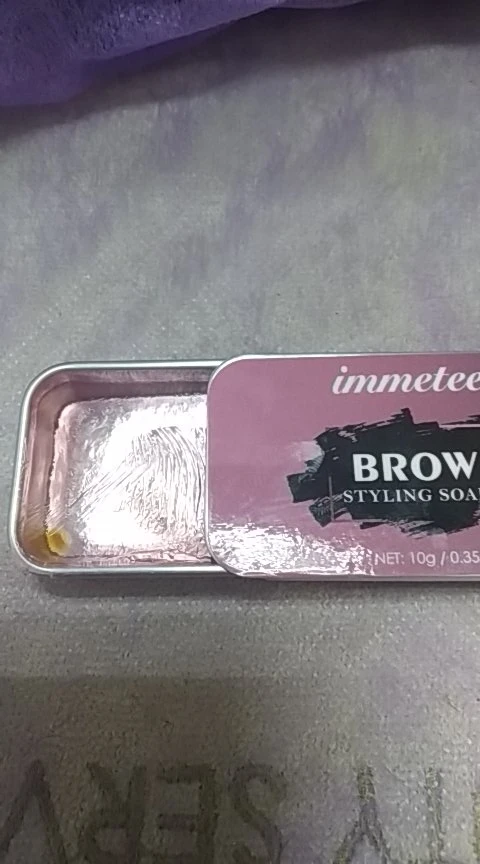 immetee
BROW
STYLING SOA
NET: 10g / 0.35